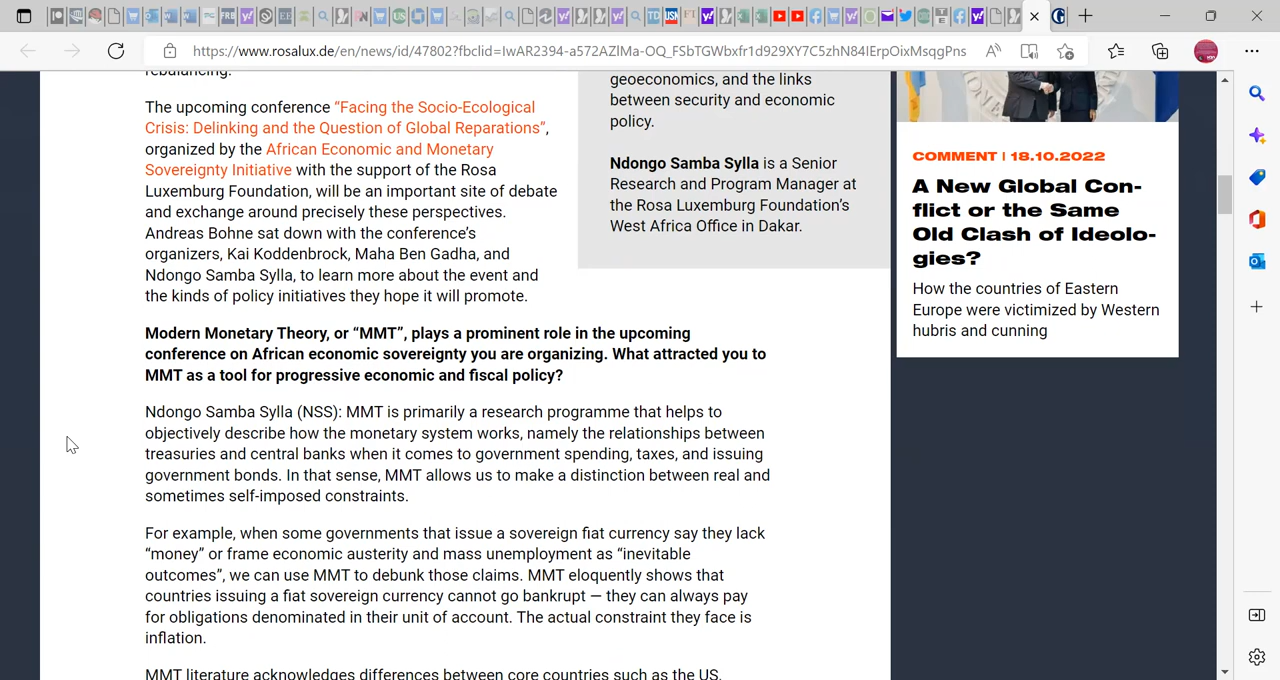 https://www.rosalux.de/en/news/id/47802?fbclid=IwAR2394-a572AZlMa-OQ_FSbTGWbxfr1d929XY7C5zhN84IErpOixMsqgPns
rebalancing.
The upcoming conference “Facing the Socio-Ecological
Crisis: Delinking and the Question of Global Reparations”,
organized by the African Economic and Monetary
Sovereignty Initiative with the support of the Rosa
Luxemburg Foundation, will be an important site of debate
and exchange around precisely these perspectives.
Andreas Bohne sat down with the conference’s
organizers, Kai Koddenbrock, Maha Ben Gadha, and
Ndongo Samba Sylla, to learn more about the event and
the kinds of policy initiatives they hope it will promote.
Modern Monetary Theory, or “MMT”, plays a prominent role in the upcoming
conference on African economic sovereignty you are organizing. What attracted you to
MMT as a tool for progressive economic and fiscal policy?
Ndongo Samba Sylla (NSS): MMT is primarily a research programme that helps to
objectively describe how the monetary system works, namely the relationships between
treasuries and central banks when it comes to government spending, taxes, and issuing
government bonds. In that sense, MMT allows us to make a distinction between real and
sometimes self-imposed constraints.
For example, when some governments that issue a sovereign fiat currency say they lack
“money” or frame economic austerity and mass unemployment as “inevitable
outcomes”, we can use MMT to debunk those claims. MMT eloquently shows that
countries issuing a fiat sovereign currency cannot go bankrupt — they can always pay
for obligations denominated in their unit of account. The actual constraint they face is
inflation.
MMT literature acknowledges differences between core countries such as the US,
geoeconomics, and the links
between security and economic
policy.
Ndongo Samba Sylla is a Senior
Research and Program Manager at
the Rosa Luxemburg Foundation’s
West Africa Office in Dakar.
COMMENT | 18.10.2022
A New Global Con-
flict or the Same
Old Clash of Ideolo-
gies?
How the countries of Eastern
Europe were victimized by Western
hubris and cunning